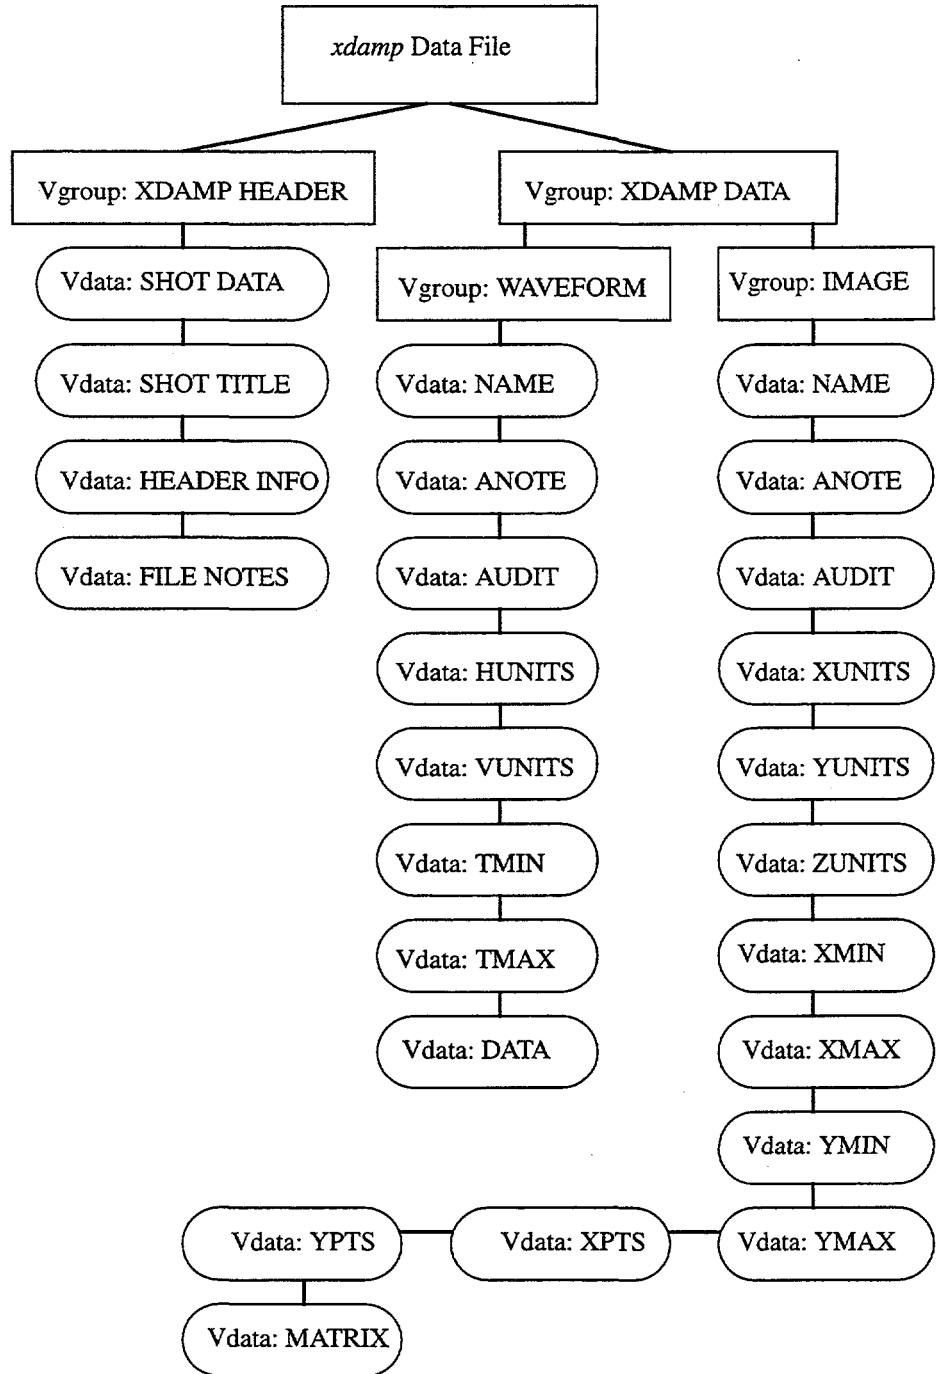 xdamp Data File
Vgroup: XDAMP HEADER
Vgroup: XDAMP DATA
Vdata: SHOT DATA
Vdata: SHOT TITLE
Vdata: HEADER INFO
Vdata: FILE NOTES
Vgroup: WAVEFORM
Vdata: NAME
Vdata: ANOTE
Vdata: AUDIT
Vdata: HUNITS
Vdata: VUNITS
Vdata: TMIN
Vdata: TMAX
Vdata: DATA
Vgroup: IMAGE
Vdata: NAME
Vdata: ANOTE
Vdata: AUDIT
Vdata: XUNITS
Vdata: YUNITS
Vdata: ZUNITS
Vdata: XMIN
Vdata: XMAX
Vdata: YMIN
Vdata: YMAX
Vdata: XPTS
Vdata: YPTS
Vdata: MATRIX